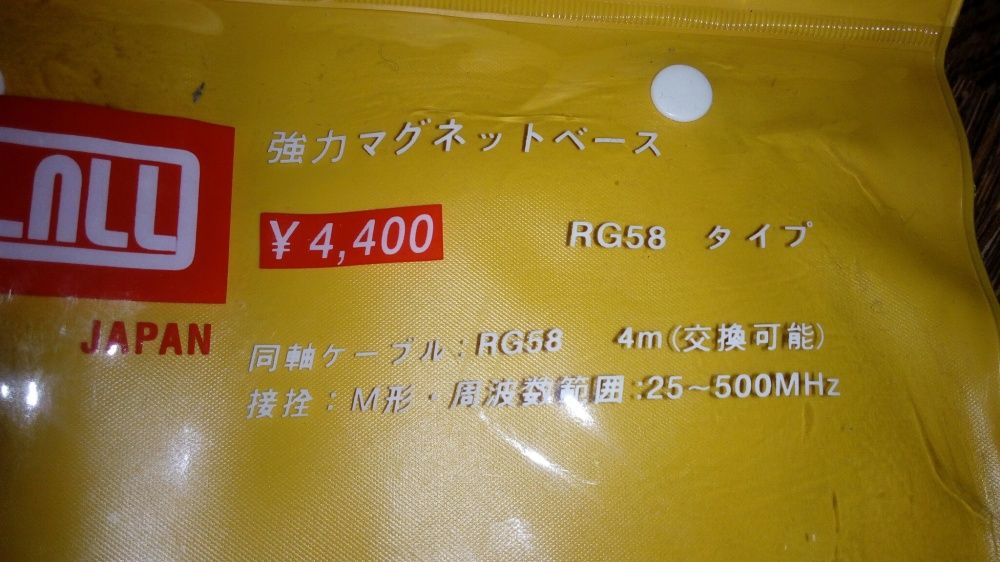 強力マグネットベース
¥4,400 RG58 タイプ
JAPAN
同軸ケーブル:RG58 4m(交換可能)
接拴:M形・周波数範囲:25~500MHz